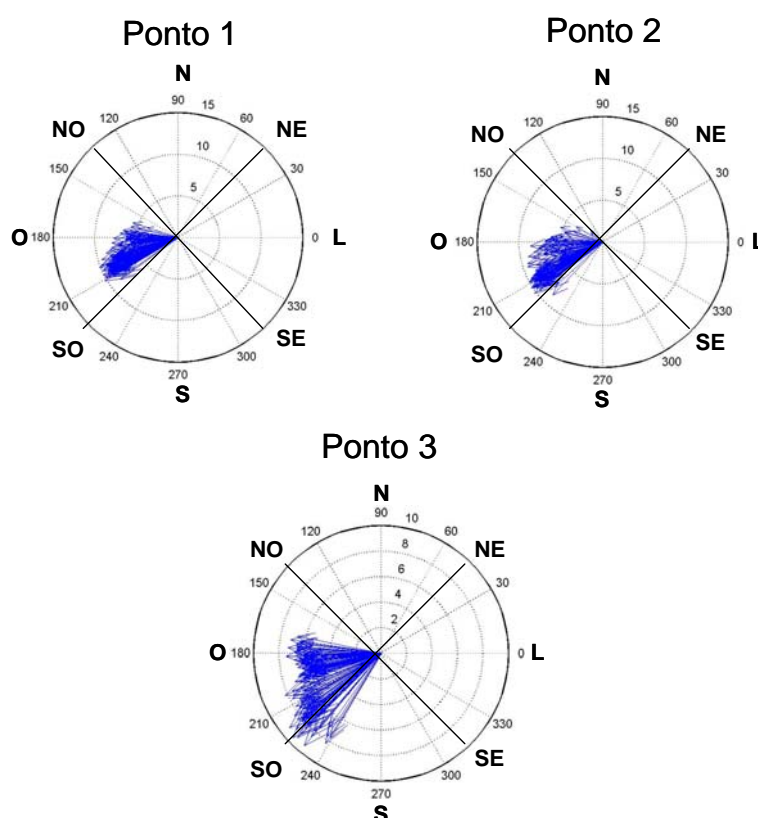 Ponto 1
N
90 15
120 60
NO NE
10
150 30
5
O 180 0 L
210 330
SO SE
240 300
270
S
Ponto 2
N
90 15
120 60
NO NE
10
150 30
5
O 180 0 L
210 330
SO SE
240 300
270
S
Ponto 3
N
90 10
120 60
8
NO NE
6
150 30
4
2
O 180 0 L
210 330
SO SE
240 300
270
S